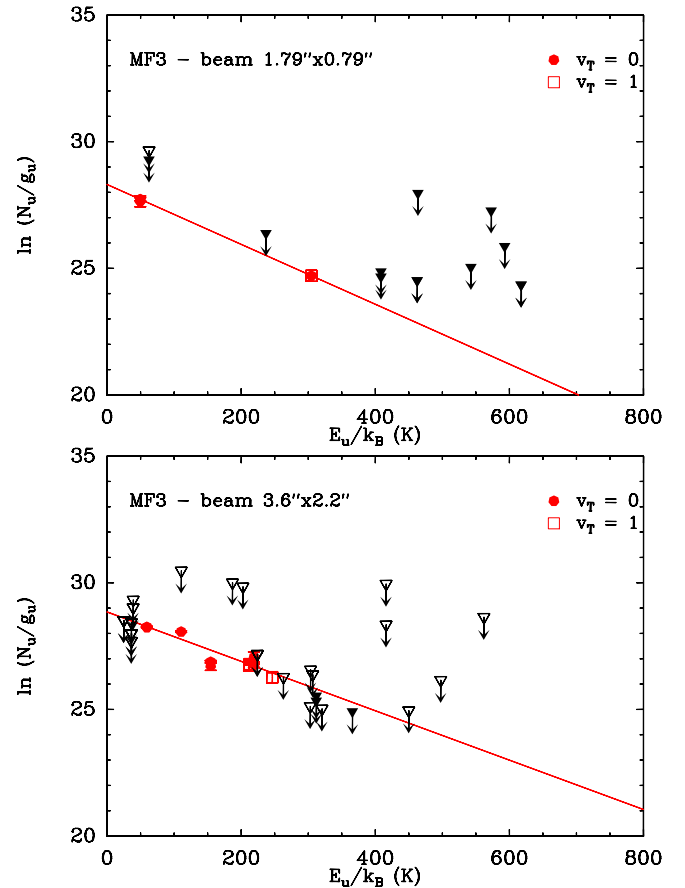 35
MF3 − beam 1.79″x0.79″
v_T = 0
v_T = 1
30
ln (N_u/g_u)
25
20
0 200 400 600 800
E_u/k_B (K)
35
MF3 − beam 3.6″x2.2″
v_T = 0
v_T = 1
30
ln (N_u/g_u)
25
20
0 200 400 600 800
E_u/k_B (K)